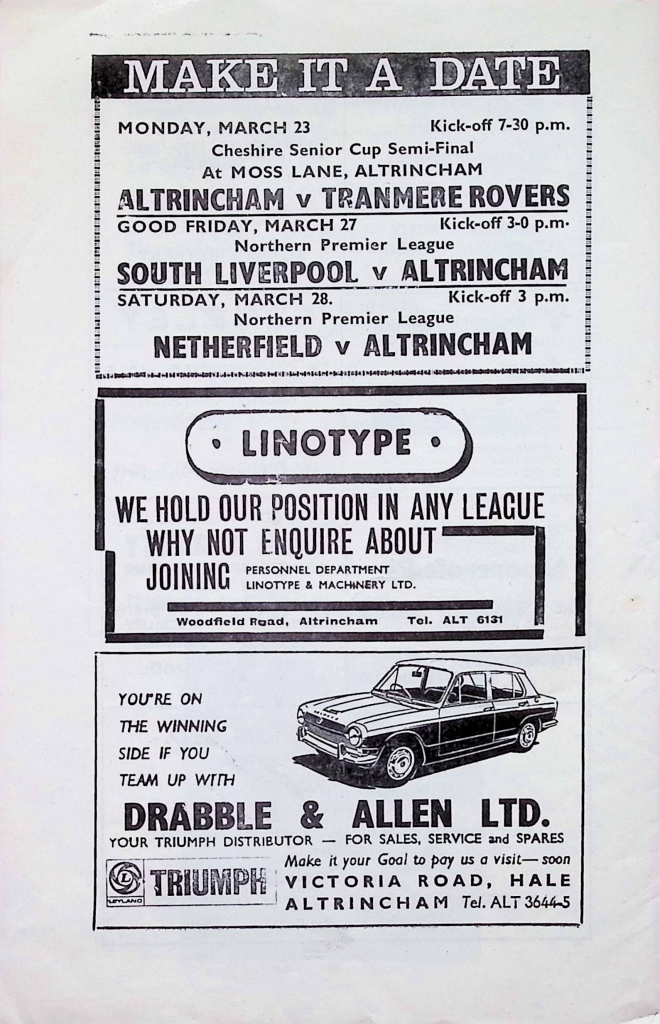 MAKE IT A DATE
MONDAY, MARCH 23 Kick-off 7-30 p.m.
Cheshire Senior Cup Semi-Final
At MOSS LANE, ALTRINCHAM
ALTRINCHAM v TRANMERE ROVERS
GOOD FRIDAY, MARCH 27 Kick-off 3-0 p.m.
Northern Premier League
SOUTH LIVERPOOL v ALTRINCHAM
SATURDAY, MARCH 28. Kick-off 3 p.m.
Northern Premier League
NETHERFIELD v ALTRINCHAM
• LINOTYPE •
WE HOLD OUR POSITION IN ANY LEAGUE
WHY NOT ENQUIRE ABOUT
JOINING PERSONNEL DEPARTMENT
LINOTYPE & MACHNERY LTD.
Woodfield Road, Altrincham Tel. ALT 6131
YOU'RE ON
THE WINNING
SIDE IF YOU
TEAM UP WITH
DRABBLE & ALLEN LTD.
YOUR TRIUMPH DISTRIBUTOR — FOR SALES, SERVICE and SPARES
Make it your Goal to pay us a visit—soon
L
LEYLAND
TRIUMPH
VICTORIA ROAD, HALE
ALTRINCHAM Tel. ALT 3644-5